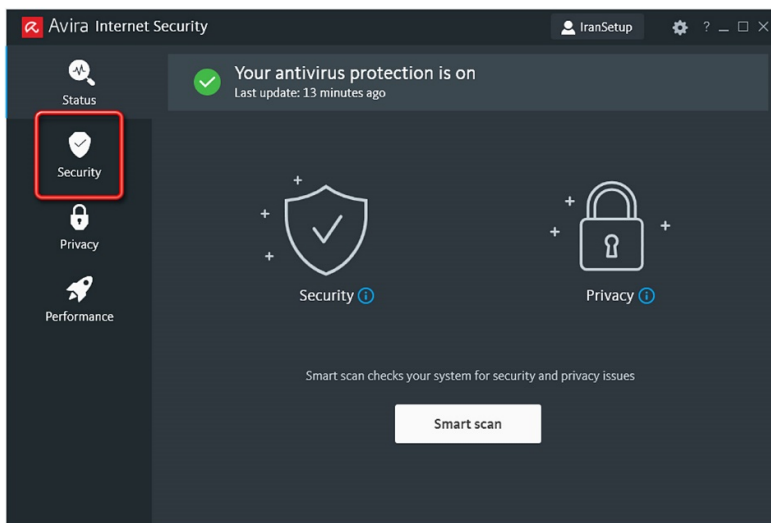 Avira Internet Security
IranSetup
?
Status
Your antivirus protection is on
Last update: 13 minutes ago
Security
Privacy
Performance
Security
Privacy
Smart scan checks your system for security and privacy issues
Smart scan